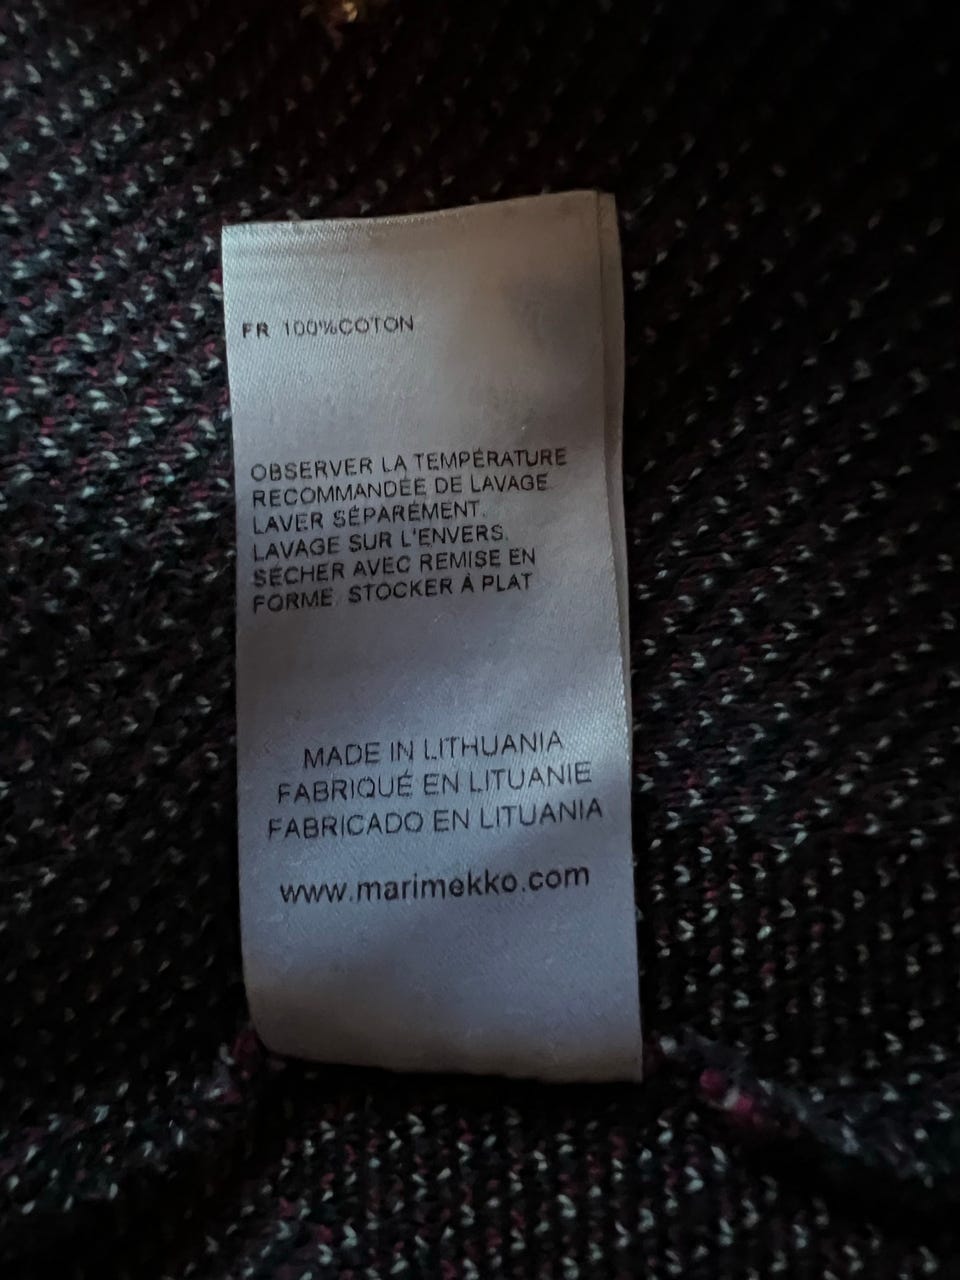 FR 100%COTON
OBSERVER LA TEMPÉRATURE
RECOMMANDÉE DE LAVAGE.
LAVER SÉPARÉMENT.
LAVAGE SUR L'ENVERS.
SÉCHER AVEC REMISE EN
FORME. STOCKER À PLAT
MADE IN LITHUANIA
FABRIQUÉ EN LITUANIE
FABRICADO EN LITUANIA
www.marimekko.com